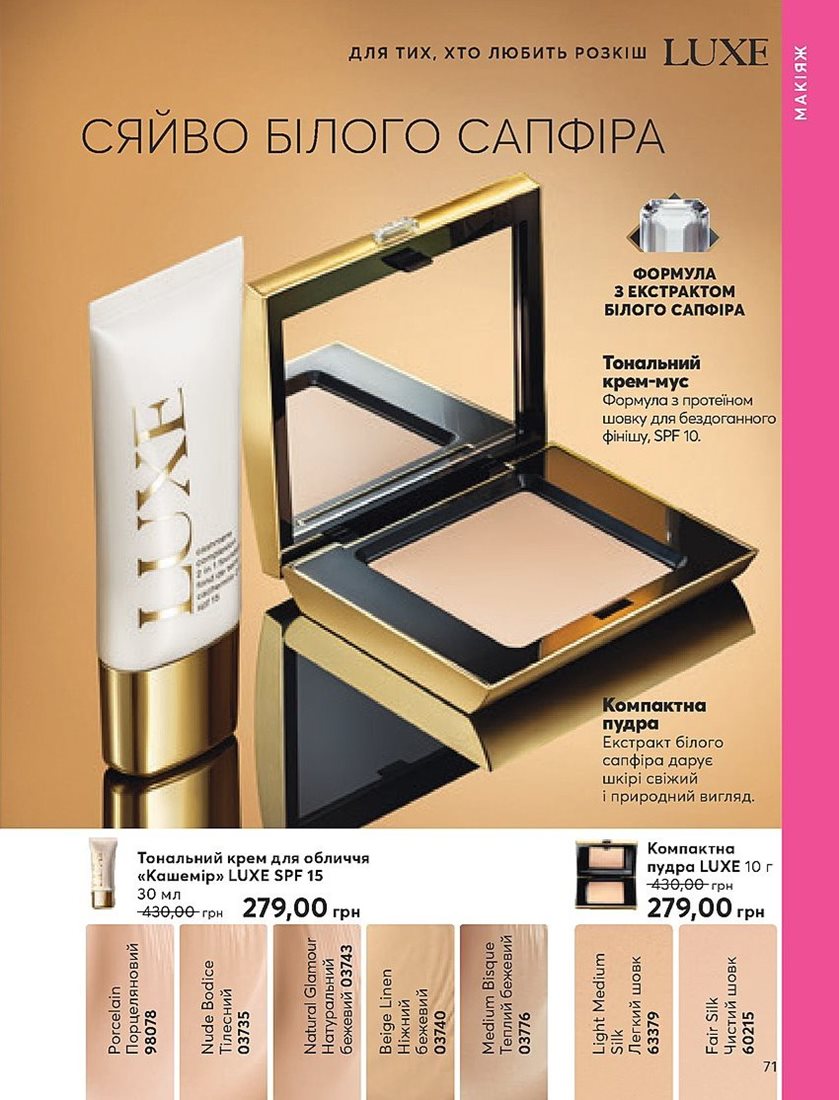 ДЛЯ ТИХ, ХТО ЛЮБИТЬ РОЗКІШ LUXE
МАКІЯЖ
СЯЙВО БІЛОГО САПФІРА
ФОРМУЛА
З ЕКСТРАКТОМ
БІЛОГО САПФІРА
Тональний
крем-мус
Формула з протеїном
шовку для бездоганного
фінішу, SPF 10.
LUXE
cashmere
complexion
spf 15
Компактна
пудра
Екстракт білого
сапфіра дарує
шкірі свіжий
і природний вигляд.
Тональний крем для обличчя
«Кашемір» LUXE SPF 15
30 мл
430,00 грн 279,00 грн
Компактна
пудра LUXE 10 г
430,00 грн
279,00 грн
Porcelain
Порцеляновий
98078
Nude Bodice
Тілесний
03735
Natural Glamour
Натуральний
бежевий 03743
Beige Linen
Ніжний
бежевий
03740
Medium Bisque
Теплий бежевий
03776
Light Medium
Silk
Легкий шовк
63379
Fair Silk
Чистий шовк
60215
71